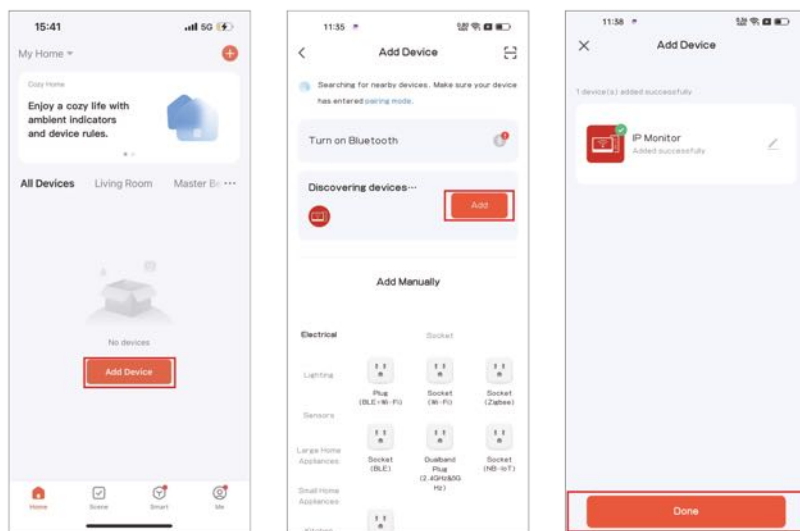 15:41
5G
My Home
Cozy Home
Enjoy a cozy life with
ambient indicators
and device rules.
All Devices Living Room Master Be ···
No devices
Add Device
Home Scene Smart Me
11:35
Add Device
Searching for nearby devices. Make sure your device
has entered pairing mode.
Turn on Bluetooth
Discovering devices···
Add
Add Manually
Electrical
Socket
Lighting
Plug
(BLE+Wi-Fi)
Socket
(Wi-Fi)
Socket
(Zigbee)
Sensors
Large Home
Appliances
Socket
(BLE)
Dualband
Plug
(2.4GHz&5G
Hz)
Socket
(NB-IoT)
Small Home
Appliances
Kitchen
11:38
Add Device
1 device(s) added successfully
IP Monitor
Added successfully
Done